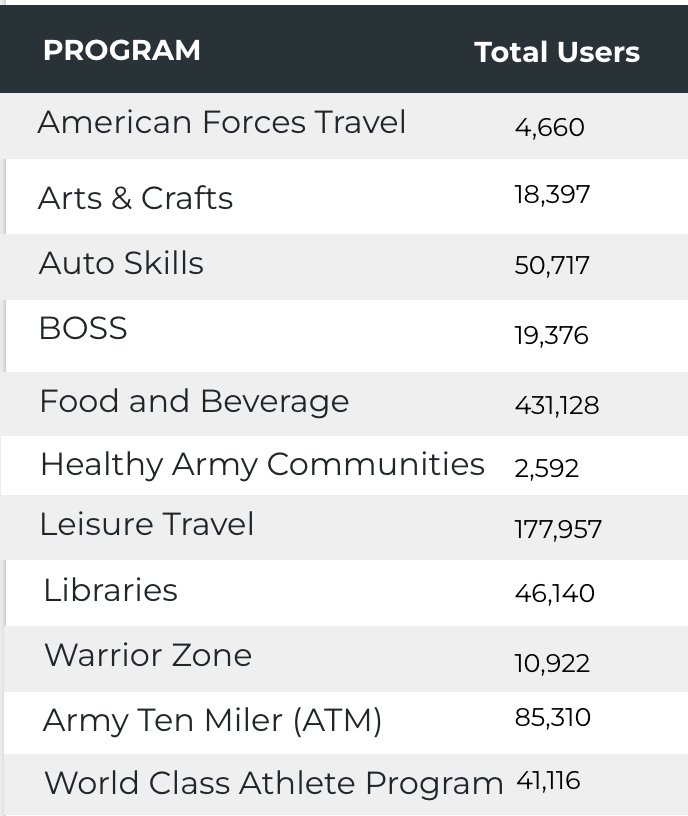 PROGRAM Total Users
American Forces Travel 4,660
Arts & Crafts 18,397
Auto Skills 50,717
BOSS 19,376
Food and Beverage 431,128
Healthy Army Communities 2,592
Leisure Travel 177,957
Libraries 46,140
Warrior Zone 10,922
Army Ten Miler (ATM) 85,310
World Class Athlete Program 41,116